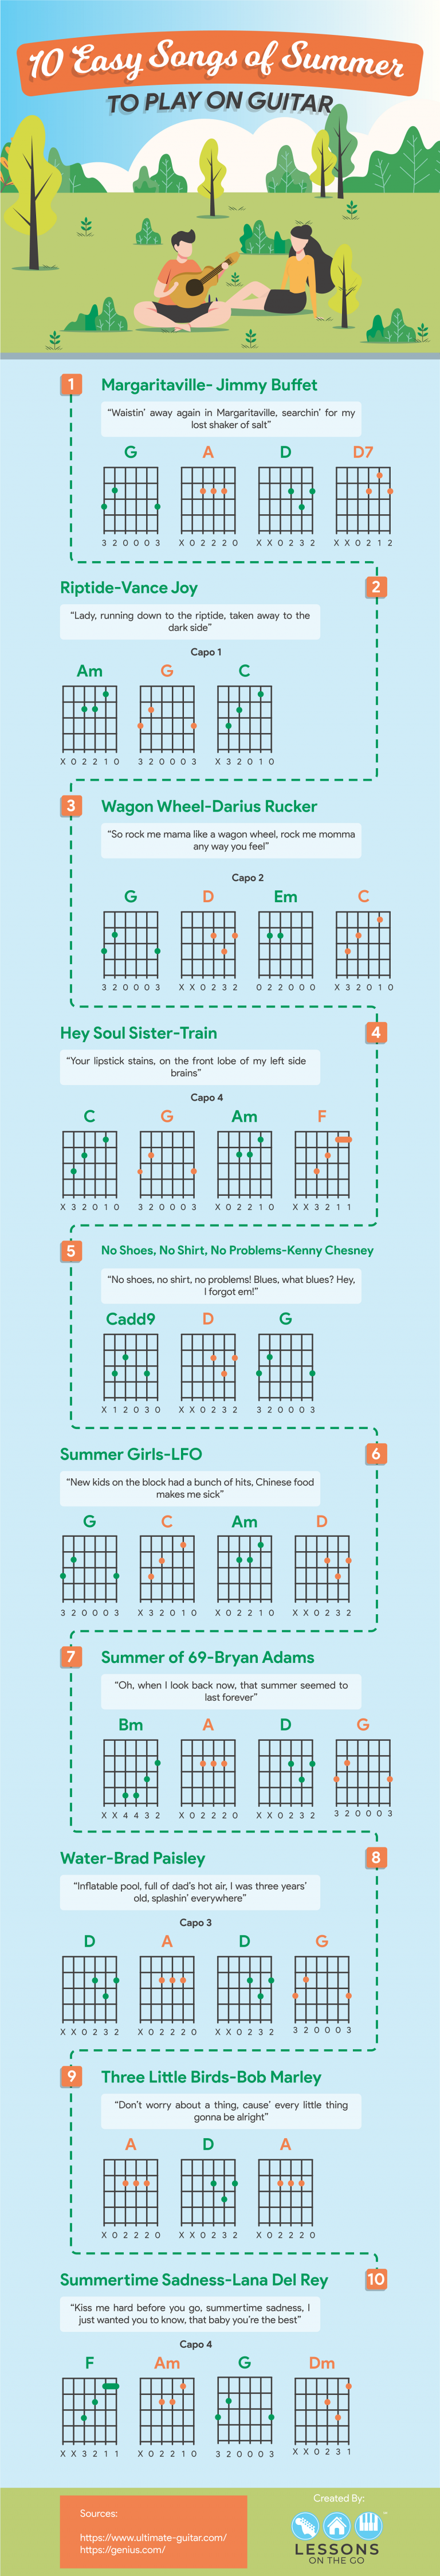 10 Easy Songs of Summer
TO PLAY ON GUITAR
1
Margaritaville- Jimmy Buffet
“Waistin’ away again in Margaritaville, searchin’ for my
lost shaker of salt”
G A D D7
3 2 0 0 0 3 X 0 2 2 2 0 X X 0 2 3 2 X X 0 2 1 2
Riptide-Vance Joy
2
“Lady, running down to the riptide, taken away to the
dark side”
Capo 1
Am G C
X 0 2 2 1 0 3 2 0 0 0 3 X 3 2 0 1 0
3
Wagon Wheel-Darius Rucker
“So rock me mama like a wagon wheel, rock me momma
any way you feel”
Capo 2
G D Em C
3 2 0 0 0 3 X X 0 2 3 2 0 2 2 0 0 0 X 3 2 0 1 0
Hey Soul Sister-Train
4
“Your lipstick stains, on the front lobe of my left side
brains”
Capo 4
C G Am F
X 3 2 0 1 0 3 2 0 0 0 3 X 0 2 2 1 0 X X 3 2 1 1
5
No Shoes, No Shirt, No Problems-Kenny Chesney
“No shoes, no shirt, no problems! Blues, what blues? Hey,
I forgot em!”
Cadd9 D G
X 1 2 0 3 0 X X 0 2 3 2 3 2 0 0 0 3
Summer Girls-LFO
6
“New kids on the block had a bunch of hits, Chinese food
makes me sick”
G C Am D
3 2 0 0 0 3 X 3 2 0 1 0 X 0 2 2 1 0 X X 0 2 3 2
7
Summer of 69-Bryan Adams
“Oh, when I look back now, that summer seemed to
last forever”
Bm A D G
X X 4 4 3 2 X 0 2 2 2 0 X X 0 2 3 2 3 2 0 0 0 3
Water-Brad Paisley
8
“Inflatable pool, full of dad’s hot air, I was three years’
old, splashin’ everywhere”
Capo 3
D A D G
X X 0 2 3 2 X 0 2 2 2 0 X X 0 2 3 2 3 2 0 0 0 3
9
Three Little Birds-Bob Marley
“Don’t worry about a thing, cause’ every little thing
gonna be alright”
A D A
X 0 2 2 2 0 X X 0 2 3 2 X 0 2 2 2 0
Summertime Sadness-Lana Del Rey
10
“Kiss me hard before you go, summertime sadness, I
just wanted you to know, that baby you’re the best”
Capo 4
F Am G Dm
X X 3 2 1 1 X 0 2 2 1 0 3 2 0 0 0 3 X X 0 2 3 1
Sources:
https://www.ultimate-guitar.com/
https://genius.com/
Created By:
LESSONS
ON THE GO